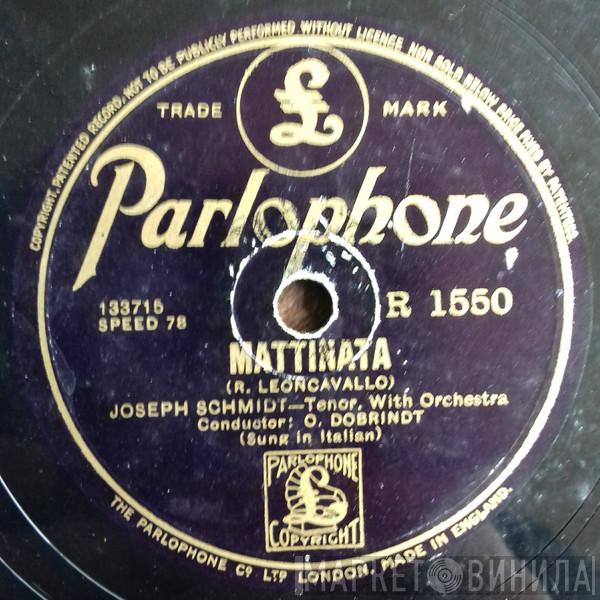 COPYRIGHT. PATENTED RECORD. NOT TO BE PUBLICLY PERFORMED WITHOUT LICENCE. NOR SOLD BELOW PRICE FIXED BY PATENTEES.
TRADE £ MARK
Parlophone
133715
SPEED 78
R 1550
MATTINATA
(R. LEONCAVALLO)
JOSEPH SCHMIDT—Tenor, With Orchestra
Conductor: O. DOBRINDT
(Sung in Italian)
PARLOPHONE
£
COPYRIGHT
THE PARLOPHONE CO LTD LONDON. MADE IN ENGLAND.
МАРКЕТ ВИНИЛА